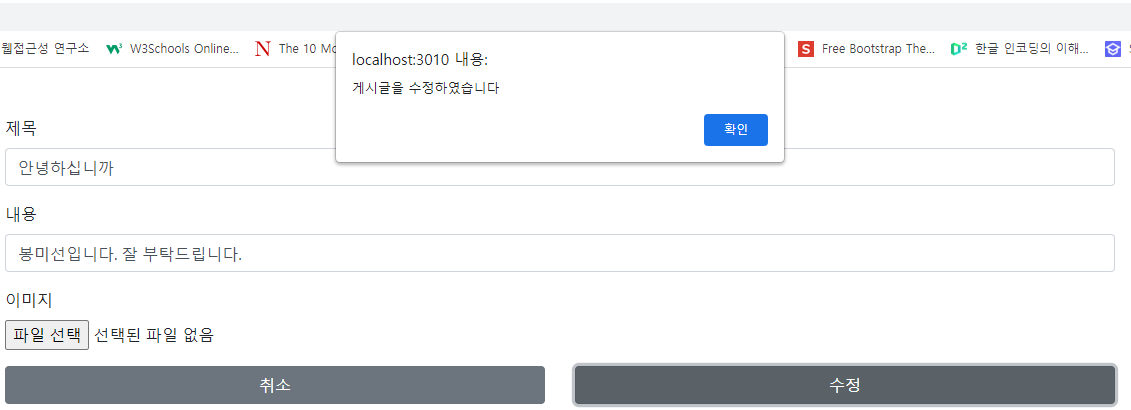 웹접근성 연구소 W3Schools Online... The 10 Mo Free Bootstrap The... 한글 인코딩의 이해...
localhost:3010 내용:
게시글을 수정하였습니다
확인
제목
안녕하십니까
내용
봉미선입니다. 잘 부탁드립니다.
이미지
파일 선택 선택된 파일 없음
취소 수정